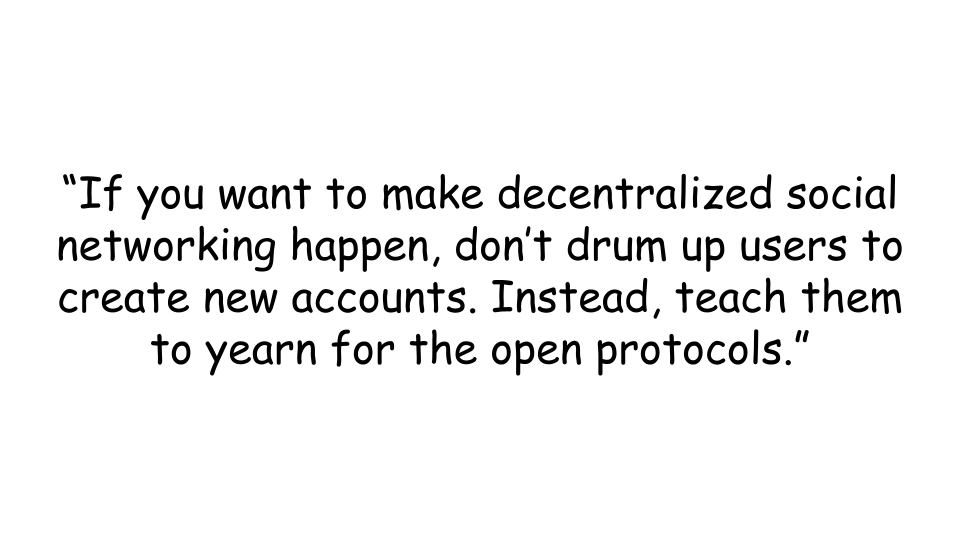 “If you want to make decentralized social
networking happen, don’t drum up users to
create new accounts. Instead, teach them
to yearn for the open protocols.”